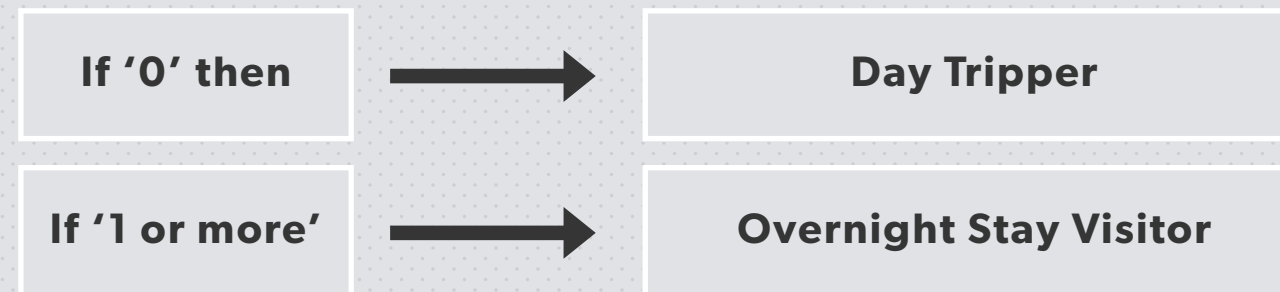 If ‘0’ then
Day Tripper
If ‘1 or more’
Overnight Stay Visitor